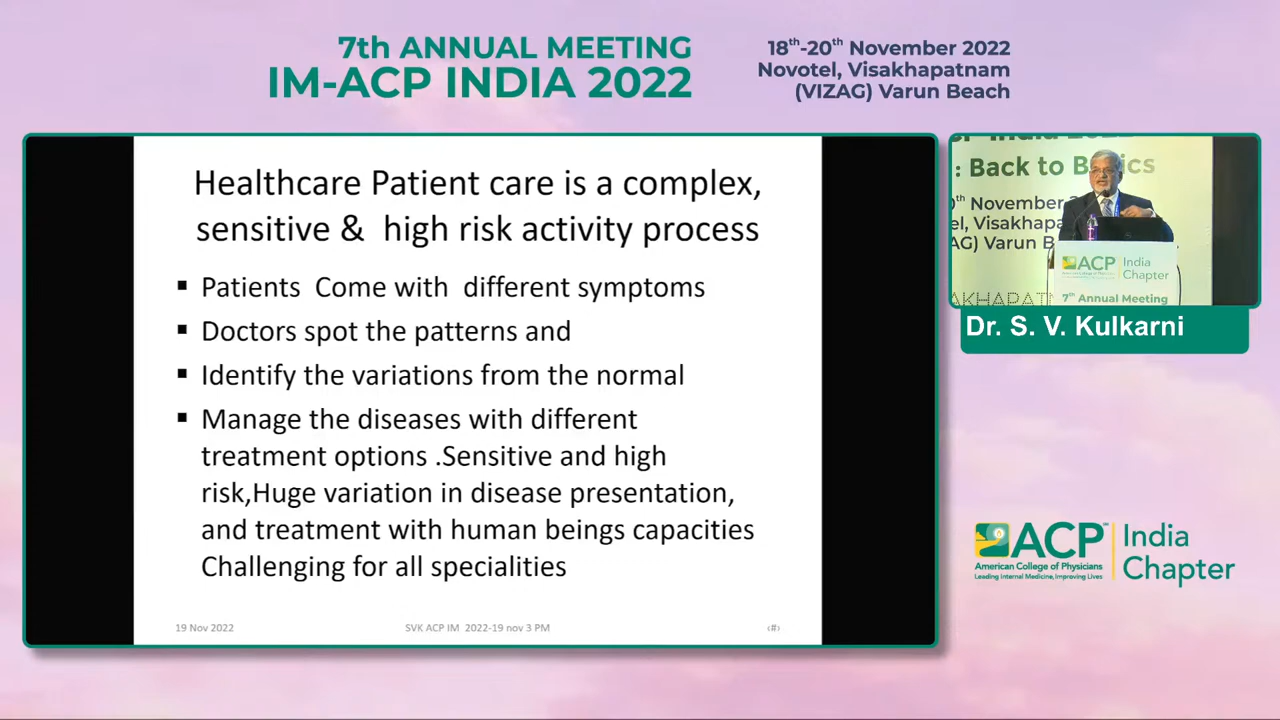 7th ANNUAL MEETING
IM-ACP INDIA 2022
18th-20th November 2022
Novotel, Visakhapatnam
(VIZAG) Varun Beach
Healthcare Patient care is a complex,
sensitive & high risk activity process
▪ Patients Come with different symptoms
▪ Doctors spot the patterns and
▪ Identify the variations from the normal
▪ Manage the diseases with different
treatment options .Sensitive and high
risk,Huge variation in disease presentation,
and treatment with human beings capacities
Challenging for all specialities
19 Nov 2022
SVK ACP IM 2022-19 nov 3 PM
‹#›
: Back to B ics
November
Visakhapa
AG) Varun B
AKHAPATN
ACP India
Chapter
7th Annual Meeting
Dr. S. V. Kulkarni
ACP India
American College of Physicians Chapter
Leading Internal Medicine, Improving Lives